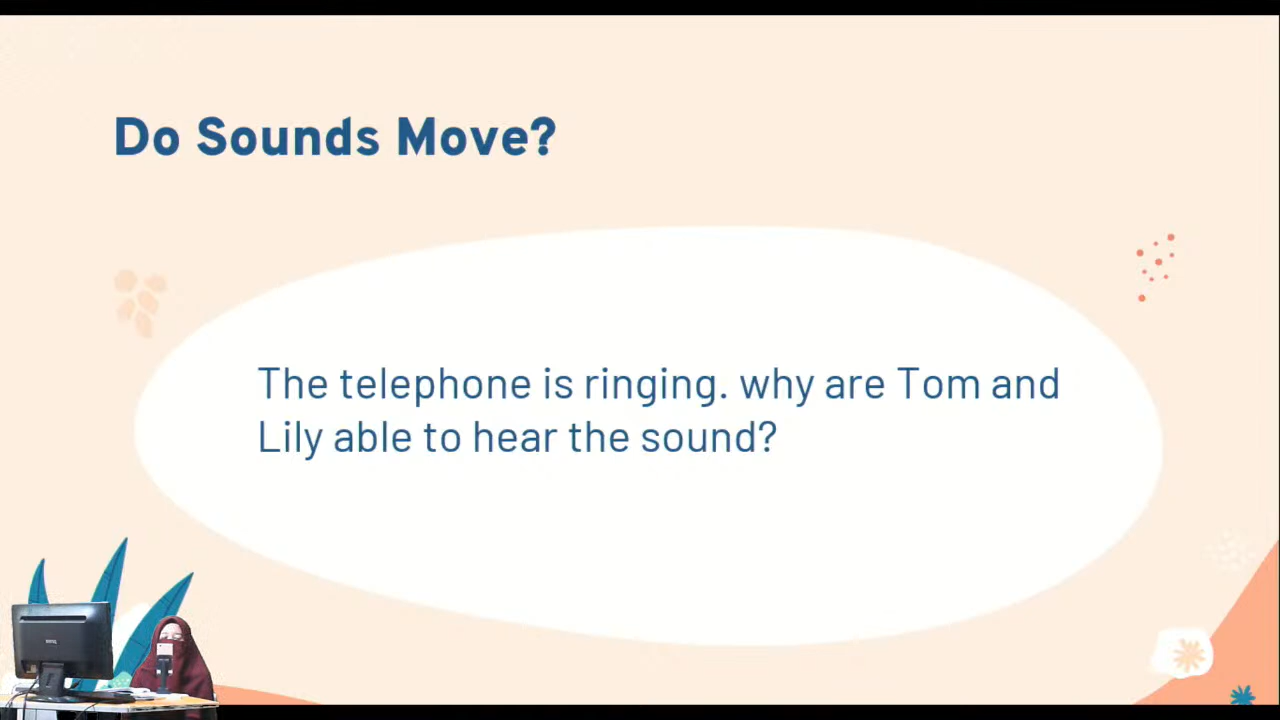 Do Sounds Move?
The telephone is ringing. why are Tom and
Lily able to hear the sound?